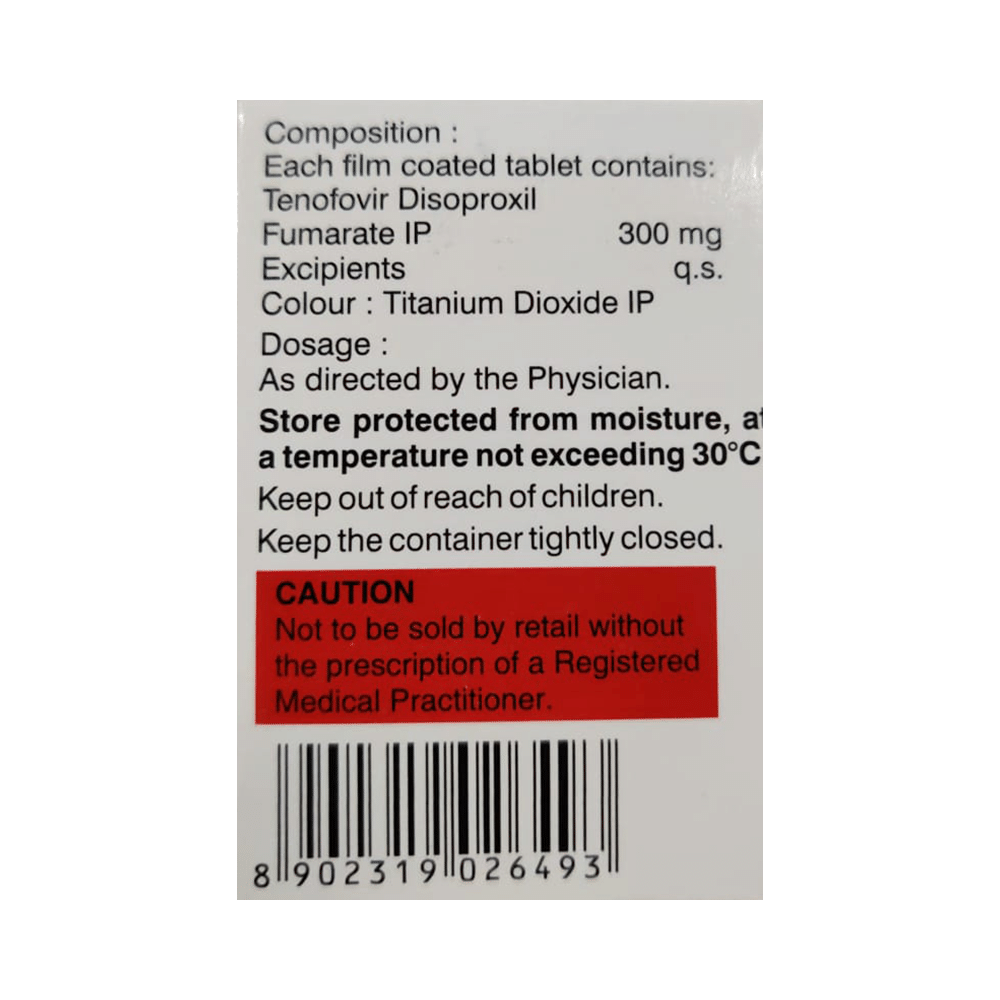 Composition :
Each film coated tablet contains:
Tenofovir Disoproxil
Fumarate IP 300 mg
Excipients q.s.
Colour : Titanium Dioxide IP
Dosage :
As directed by the Physician.
Store protected from moisture, at
a temperature not exceeding 30°C
Keep out of reach of children.
Keep the container tightly closed.
CAUTION
Not to be sold by retail without
the prescription of a Registered
Medical Practitioner.
8 902319 026493